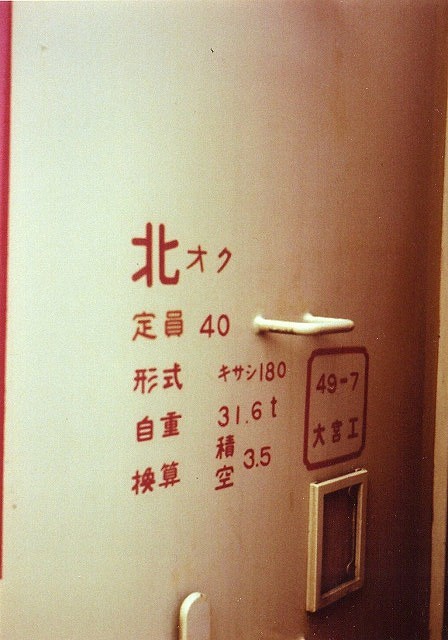 北オク
定員 40
形式 キサシ180
自重 31.6t
換算 積空 3.5
49-7
大宮工